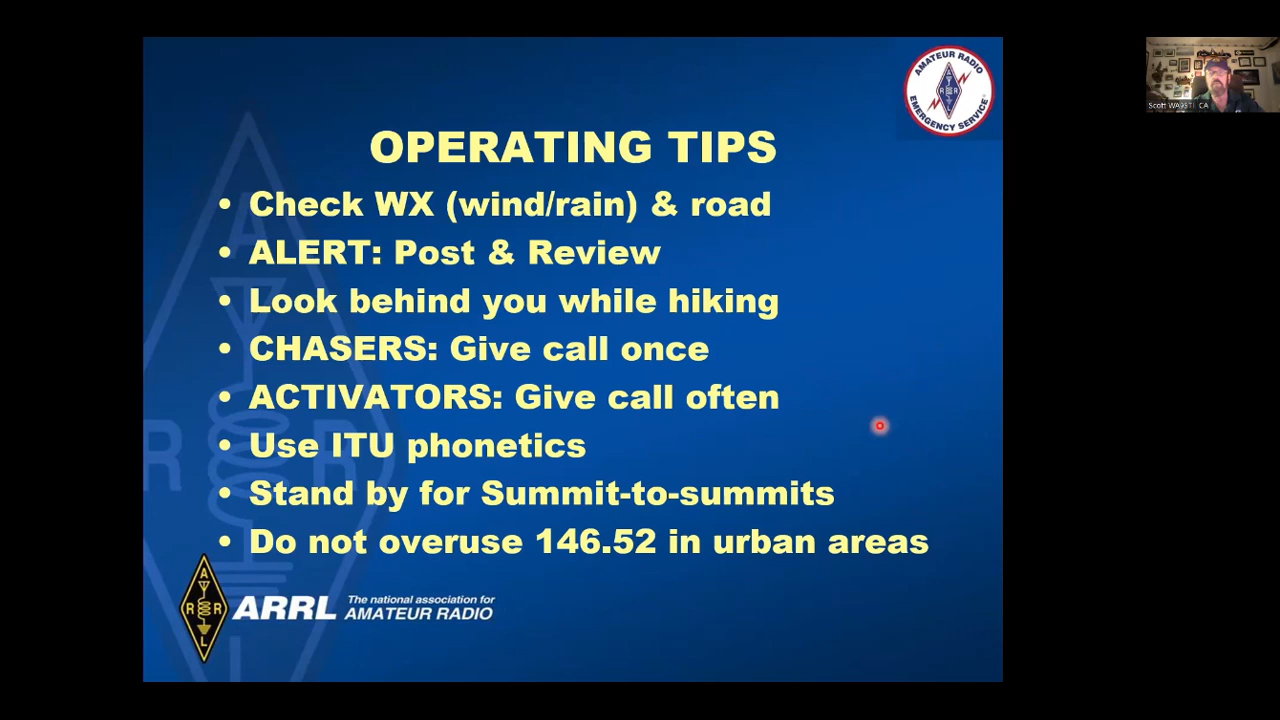 AMATEUR RADIO
A
R R
L
EMERGENCY SERVICE
OPERATING TIPS
• Check WX (wind/rain) & road
• ALERT: Post & Review
• Look behind you while hiking
• CHASERS: Give call once
• ACTIVATORS: Give call often
• Use ITU phonetics
• Stand by for Summit-to-summits
• Do not overuse 146.52 in urban areas
A
R R
L
ARRL
The national association for
AMATEUR RADIO
A
R R
L
Scott CA